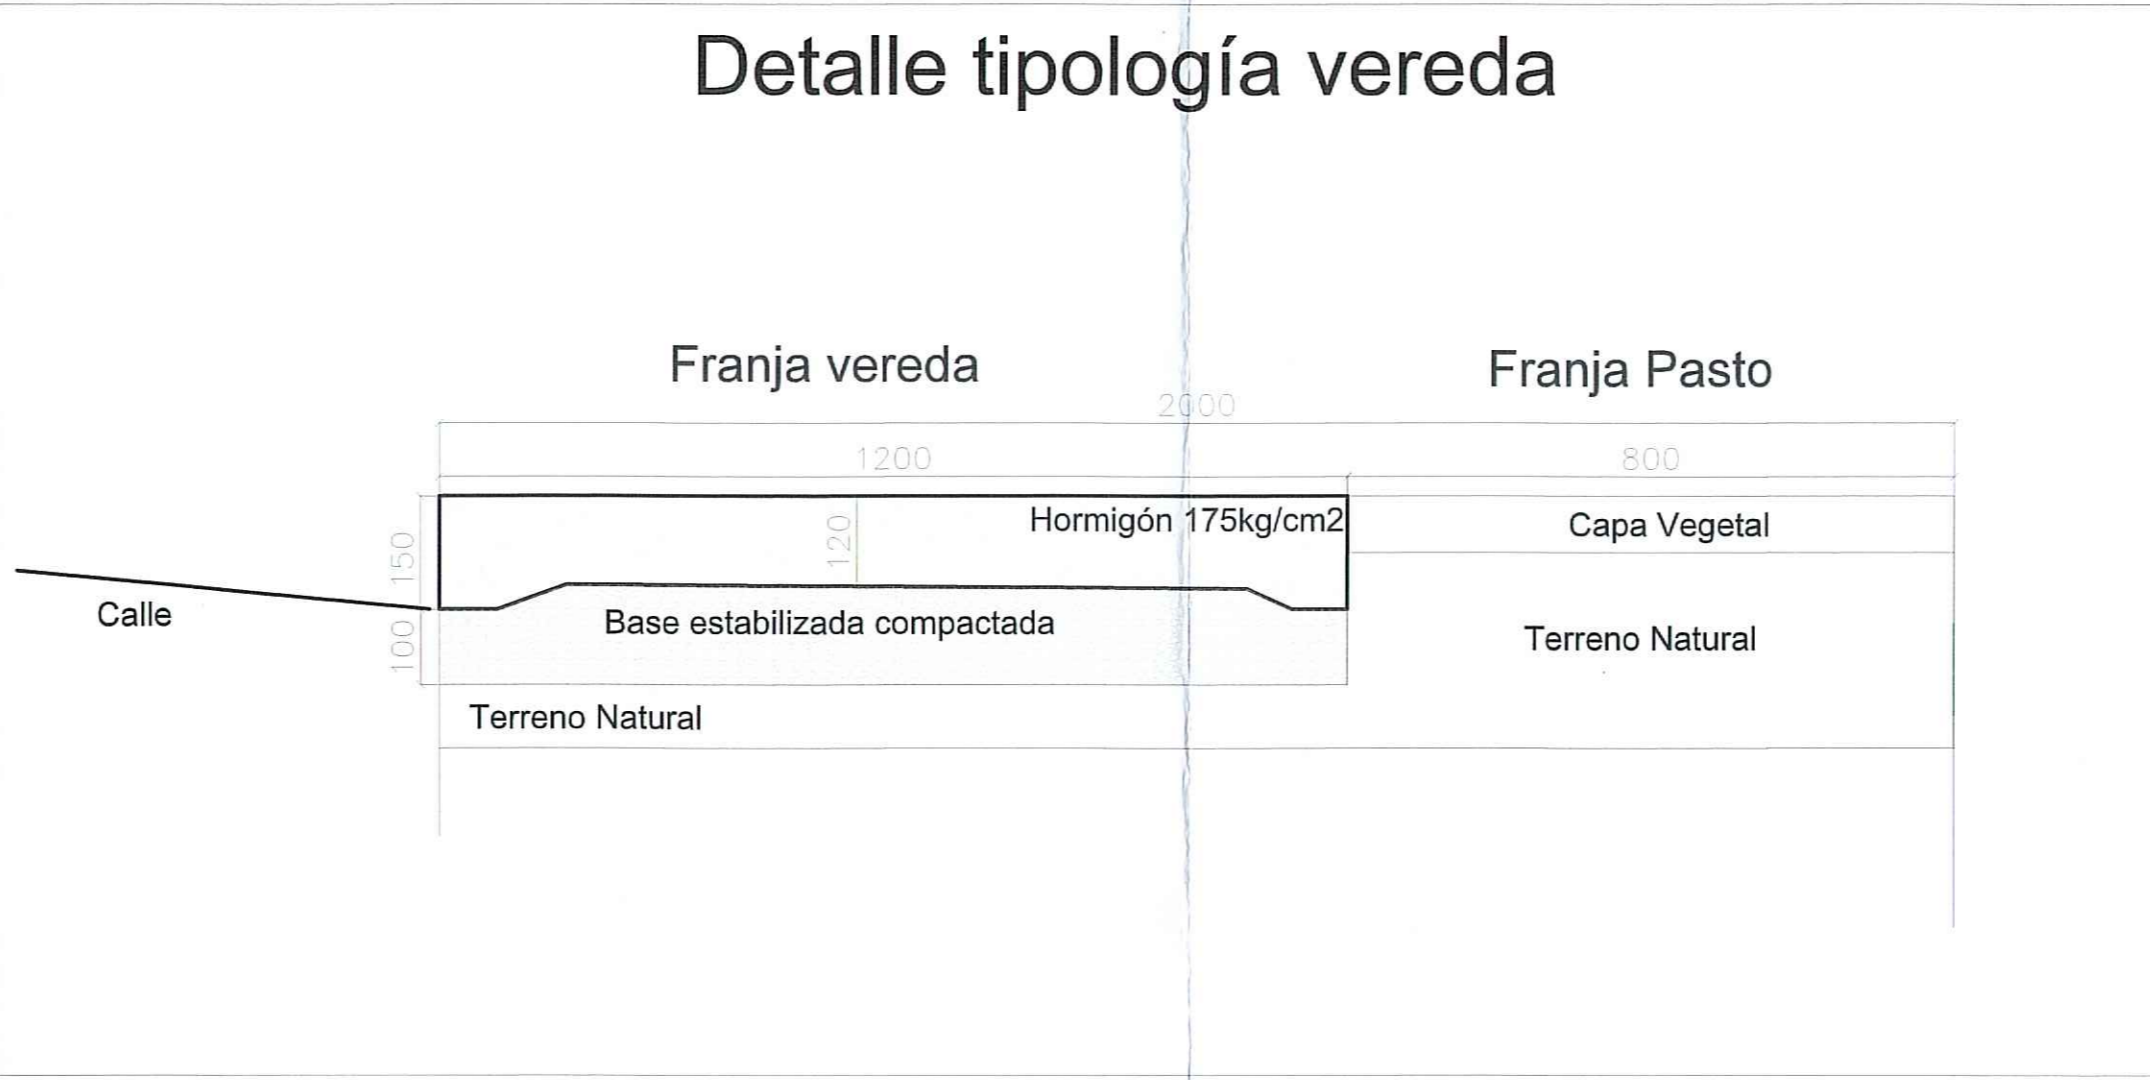 Detalle tipología vereda
Franja vereda
Franja Pasto
2000
1200
800
150
120
Hormigón 175kg/cm2
Capa Vegetal
Calle
100
Base estabilizada compactada
Terreno Natural
Terreno Natural